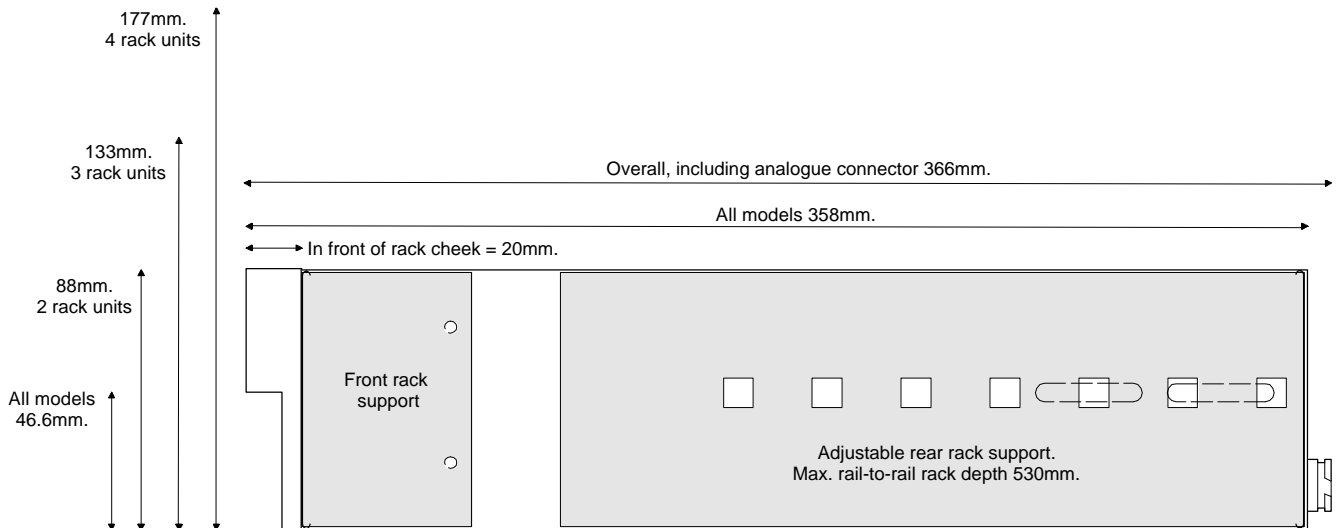 177mm.
4 rack units
133mm.
3 rack units
Overall, including analogue connector 366mm.
All models 358mm.
In front of rack cheek = 20mm.
88mm.
2 rack units
Front rack
support
All models
46.6mm.
Adjustable rear rack support.
Max. rail-to-rail rack depth 530mm.